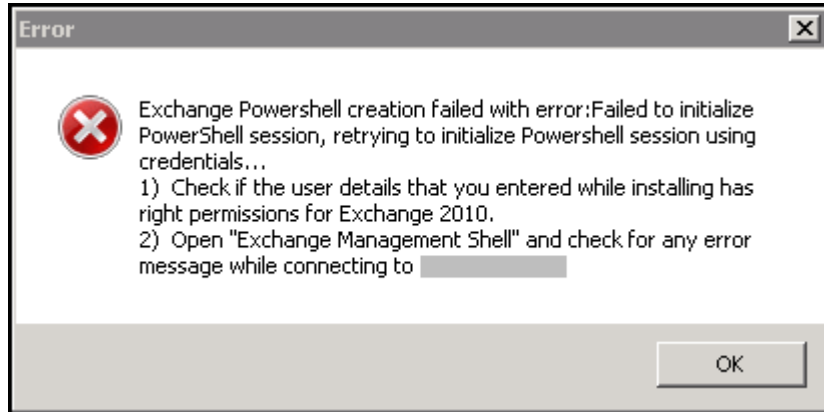 Error
Exchange Powershell creation failed with error:Failed to initialize
PowerShell session, retrying to initialize Powershell session using
credentials...
1)  Check if the user details that you entered while installing has
right permissions for Exchange 2010.
2)  Open "Exchange Management Shell" and check for any error
message while connecting to
OK